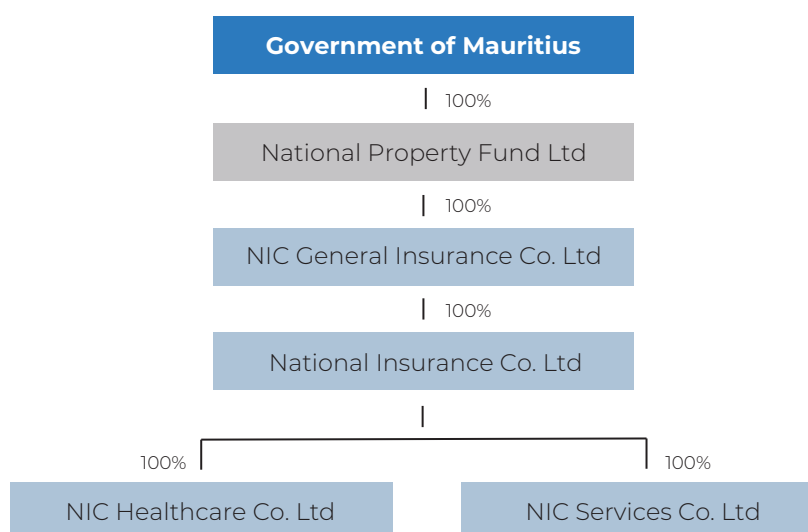 Government of Mauritius
100%
National Property Fund Ltd
100%
NIC General Insurance Co. Ltd
100%
National Insurance Co. Ltd
100%
100%
NIC Healthcare Co. Ltd
NIC Services Co. Ltd